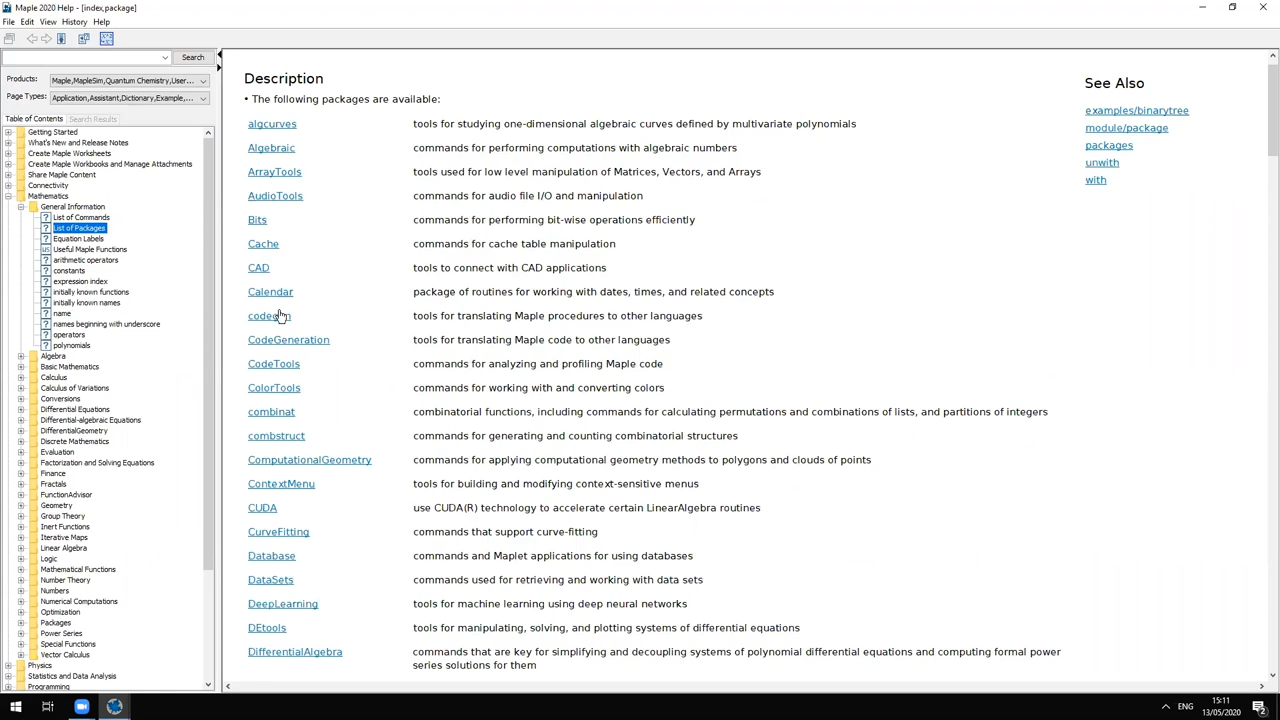 Maple 2020 Help - [index,package]
File Edit View History Help
Search
Products: Maple,MapleSim,Quantum Chemistry,User...
Page Types: Application,Assistant,Dictionary,Example,...
Table of Contents Search Results
Getting Started
What's New and Release Notes
Create Maple Worksheets
Create Maple Workbooks and Manage Attachments
Share Maple Content
Connectivity
Mathematics
General Information
List of Commands
List of Packages
Equation Labels
Useful Maple Functions
arithmetic operators
constants
expression index
initially known functions
initially known names
name
names beginning with underscore
operators
polynomials
Algebra
Basic Mathematics
Calculus
Calculus of Variations
Conversions
Differential Equations
Differential-algebraic Equations
DifferentialGeometry
Discrete Mathematics
Evaluation
Factorization and Solving Equations
Finance
Fractals
FunctionAdvisor
Geometry
Group Theory
Inert Functions
Iterative Maps
Linear Algebra
Logic
Mathematical Functions
Number Theory
Numbers
Numerical Computations
Optimization
Packages
Power Series
Special Functions
Vector Calculus
Physics
Statistics and Data Analysis
Programming
Description
• The following packages are available:
algcurves tools for studying one-dimensional algebraic curves defined by multivariate polynomials
Algebraic commands for performing computations with algebraic numbers
ArrayTools tools used for low level manipulation of Matrices, Vectors, and Arrays
AudioTools commands for audio file I/O and manipulation
Bits commands for performing bit-wise operations efficiently
Cache commands for cache table manipulation
CAD tools to connect with CAD applications
Calendar package of routines for working with dates, times, and related concepts
tools for translating Maple procedures to other languages
CodeGeneration tools for translating Maple code to other languages
CodeTools commands for analyzing and profiling Maple code
ColorTools commands for working with and converting colors
combinat combinatorial functions, including commands for calculating permutations and combinations of lists, and partitions of integers
combstruct commands for generating and counting combinatorial structures
ComputationalGeometry commands for applying computational geometry methods to polygons and clouds of points
ContextMenu tools for building and modifying context-sensitive menus
CUDA use CUDA(R) technology to accelerate certain LinearAlgebra routines
CurveFitting commands that support curve-fitting
Database commands and Maplet applications for using databases
DataSets commands used for retrieving and working with data sets
DeepLearning tools for machine learning using deep neural networks
DEtools tools for manipulating, solving, and plotting systems of differential equations
DifferentialAlgebra commands that are key for simplifying and decoupling systems of polynomial differential equations and computing formal power
series solutions for them
See Also
examples/binarytree
module/package
packages
unwith
with
ENG
15:11
13/05/2020
2